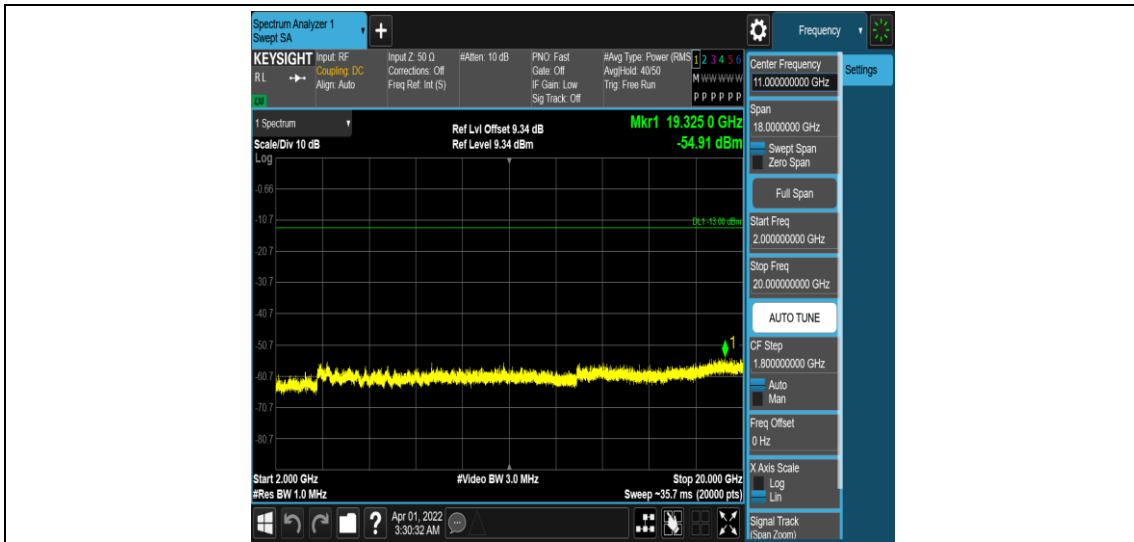 Spectrum Analyzer 1
Swept SA
+
Frequency
KEYSIGHT
RL
LXI
Input: RF
Coupling: DC
Align: Auto
Input Z: 50 Ω
Corrections: Off
Freq Ref: Int (S)
#Atten: 10 dB
PNO: Fast
Gate: Off
IF Gain: Low
Sig Track: Off
#Avg Type: Power (RMS
Avg|Hold: 40/50
Trig: Free Run
1 2 3 4 5 6
M W W W W W
P P P P P P
1 Spectrum
Scale/Div 10 dB
Log
Ref Lvl Offset 9.34 dB
Ref Level 9.34 dBm
Mkr1 19.325 0 GHz
-54.91 dBm
-0.66
-10.7
DL1 -13.00 dBm
-20.7
-30.7
-40.7
-50.7
1
-60.7
-70.7
-80.7
Start 2.000 GHz
#Res BW 1.0 MHz
#Video BW 3.0 MHz
Stop 20.000 GHz
Sweep ~35.7 ms (20000 pts)
?
Apr 01, 2022
3:30:32 AM
Center Frequency
11.000000000 GHz
Settings
Span
18.0000000 GHz
Swept Span
Zero Span
Full Span
Start Freq
2.000000000 GHz
Stop Freq
20.000000000 GHz
AUTO TUNE
CF Step
1.800000000 GHz
Auto
Man
Freq Offset
0 Hz
X Axis Scale
Log
Lin
Signal Track
(Span Zoom)